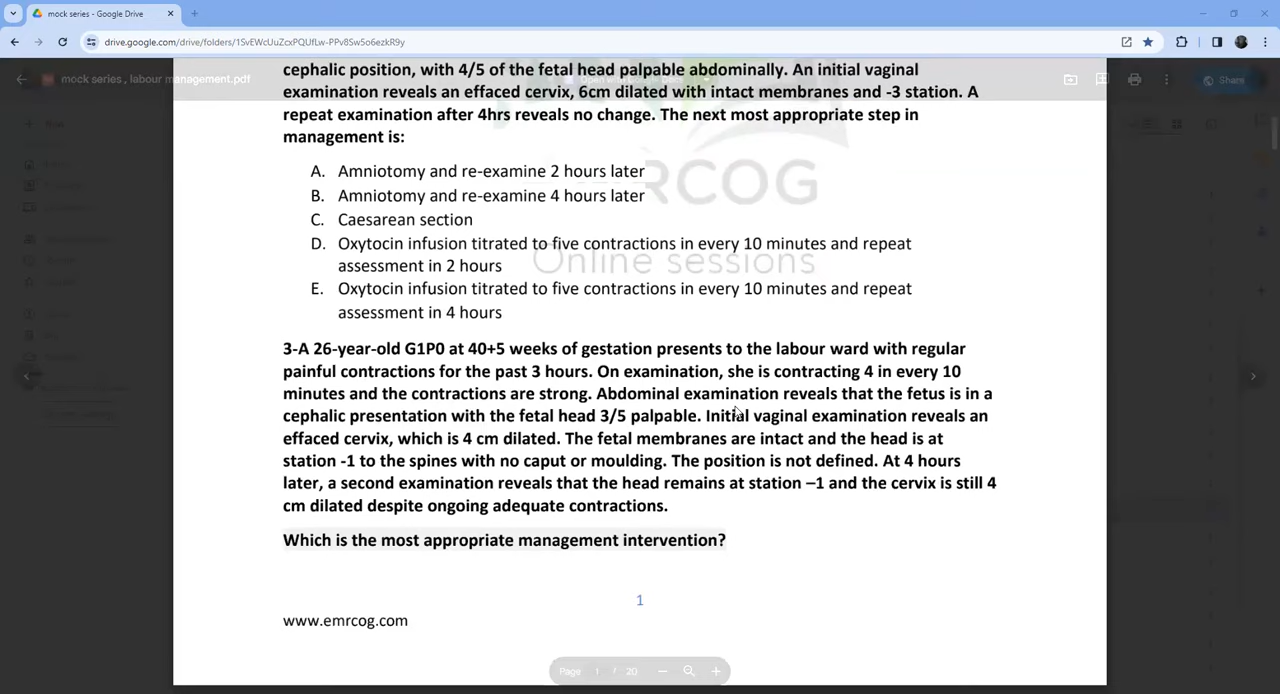 mock series - Google Drive
drive.google.com/drive/folders/1SvEWcUuZcxPQUfLw-PPv8Sw5o6ezkR9y
mock series , labour management.pdf
Share
cephalic position, with 4/5 of the fetal head palpable abdominally. An initial vaginal
examination reveals an effaced cervix, 6cm dilated with intact membranes and -3 station. A
repeat examination after 4hrs reveals no change. The next most appropriate step in
management is:
A. Amniotomy and re-examine 2 hours later
B. Amniotomy and re-examine 4 hours later
C. Caesarean section
D. Oxytocin infusion titrated to five contractions in every 10 minutes and repeat
assessment in 2 hours
E. Oxytocin infusion titrated to five contractions in every 10 minutes and repeat
assessment in 4 hours
RCOG
Online sessions
3-A 26-year-old G1P0 at 40+5 weeks of gestation presents to the labour ward with regular
painful contractions for the past 3 hours. On examination, she is contracting 4 in every 10
minutes and the contractions are strong. Abdominal examination reveals that the fetus is in a
cephalic presentation with the fetal head 3/5 palpable. Initial vaginal examination reveals an
effaced cervix, which is 4 cm dilated. The fetal membranes are intact and the head is at
station -1 to the spines with no caput or moulding. The position is not defined. At 4 hours
later, a second examination reveals that the head remains at station –1 and the cervix is still 4
cm dilated despite ongoing adequate contractions.
Which is the most appropriate management intervention?
1
www.emrcog.com
Page 1 / 20